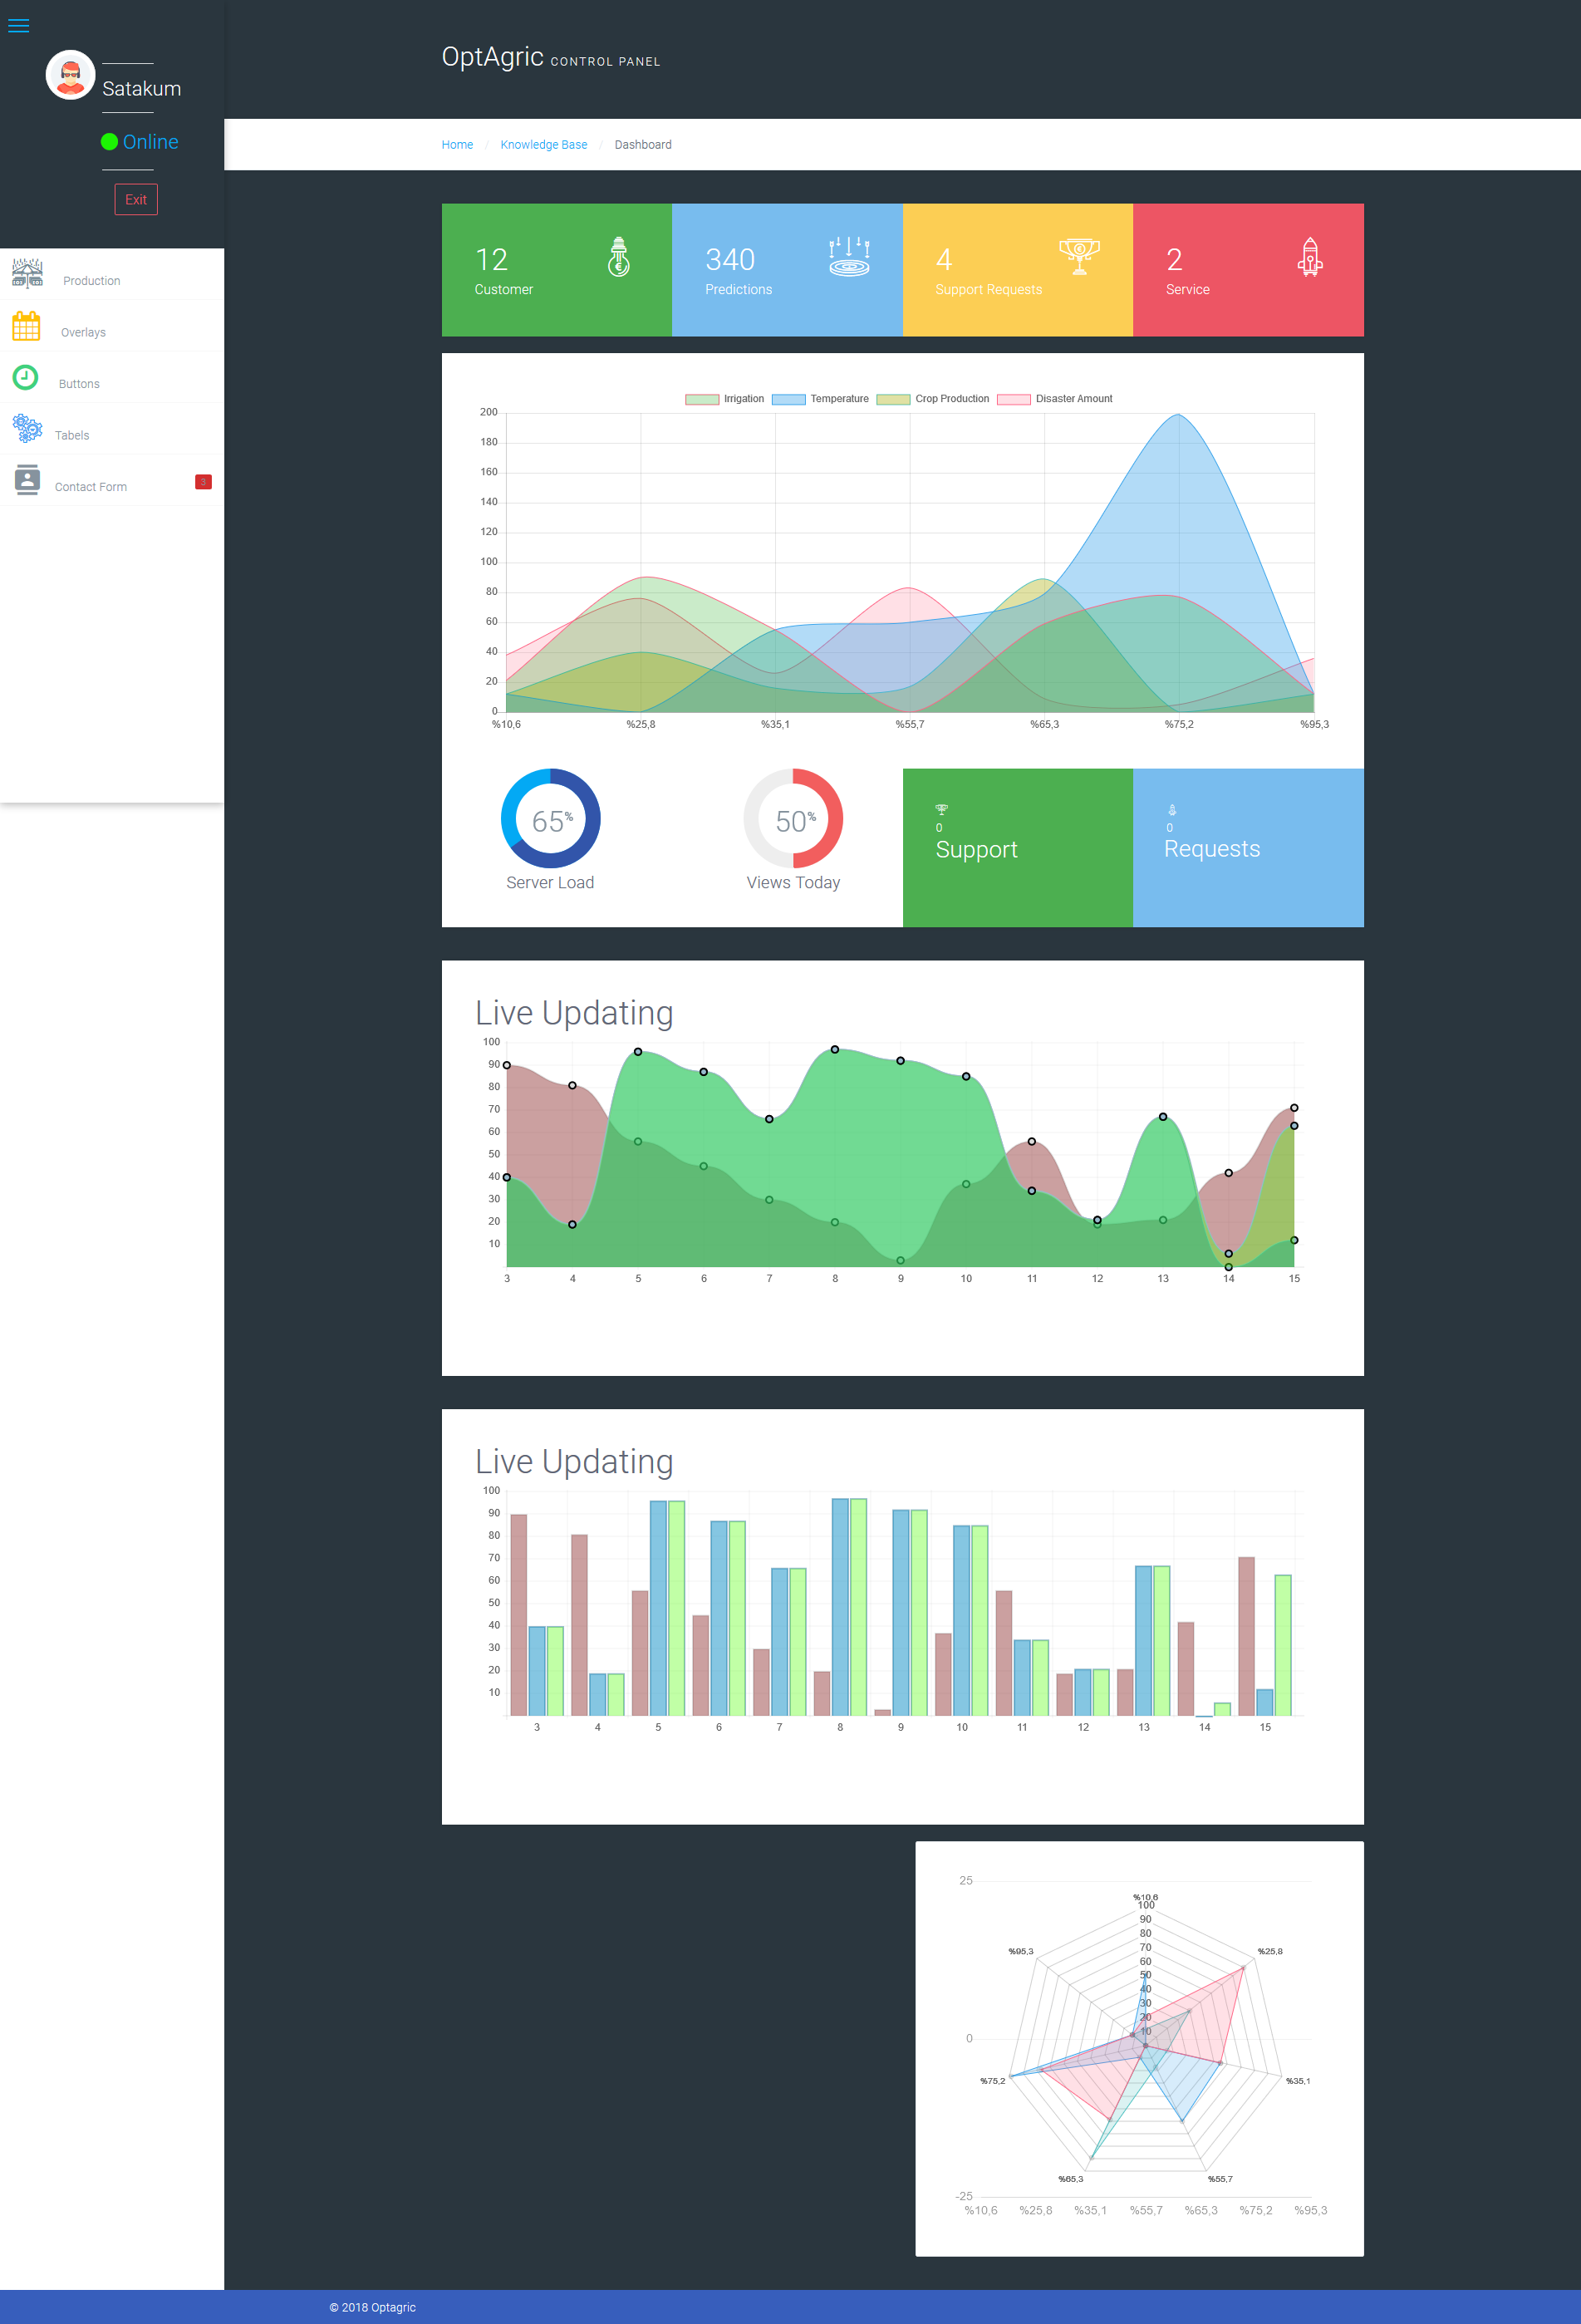 Satakum
Online
Exit
Production
Overlays
Buttons
Tabels
Contact Form 3
OptAgric CONTROL PANEL
Home / Knowledge Base / Dashboard
12
Customer
340
Predictions
4
Support Requests
2
Service
Irrigation Temperature Crop Production Disaster Amount
200
180
160
140
120
100
80
60
40
20
0
%10,6 %25,8 %35,1 %55,7 %65,3 %75,2 %95,3
65%
Server Load
50%
Views Today
0
Support
0
Requests
Live Updating
100
90
80
70
60
50
40
30
20
10
3 4 5 6 7 8 9 10 11 12 13 14 15
Live Updating
100
90
80
70
60
50
40
30
20
10
3 4 5 6 7 8 9 10 11 12 13 14 15
25
%10,6
100
90
80
70
%95,3 %25,8
60
50
40
30
20
10
0
%75,2 %35,1
%65,3 %55,7
-25
%10,6 %25,8 %35,1 %55,7 %65,3 %75,2 %95,3
© 2018 Optagric